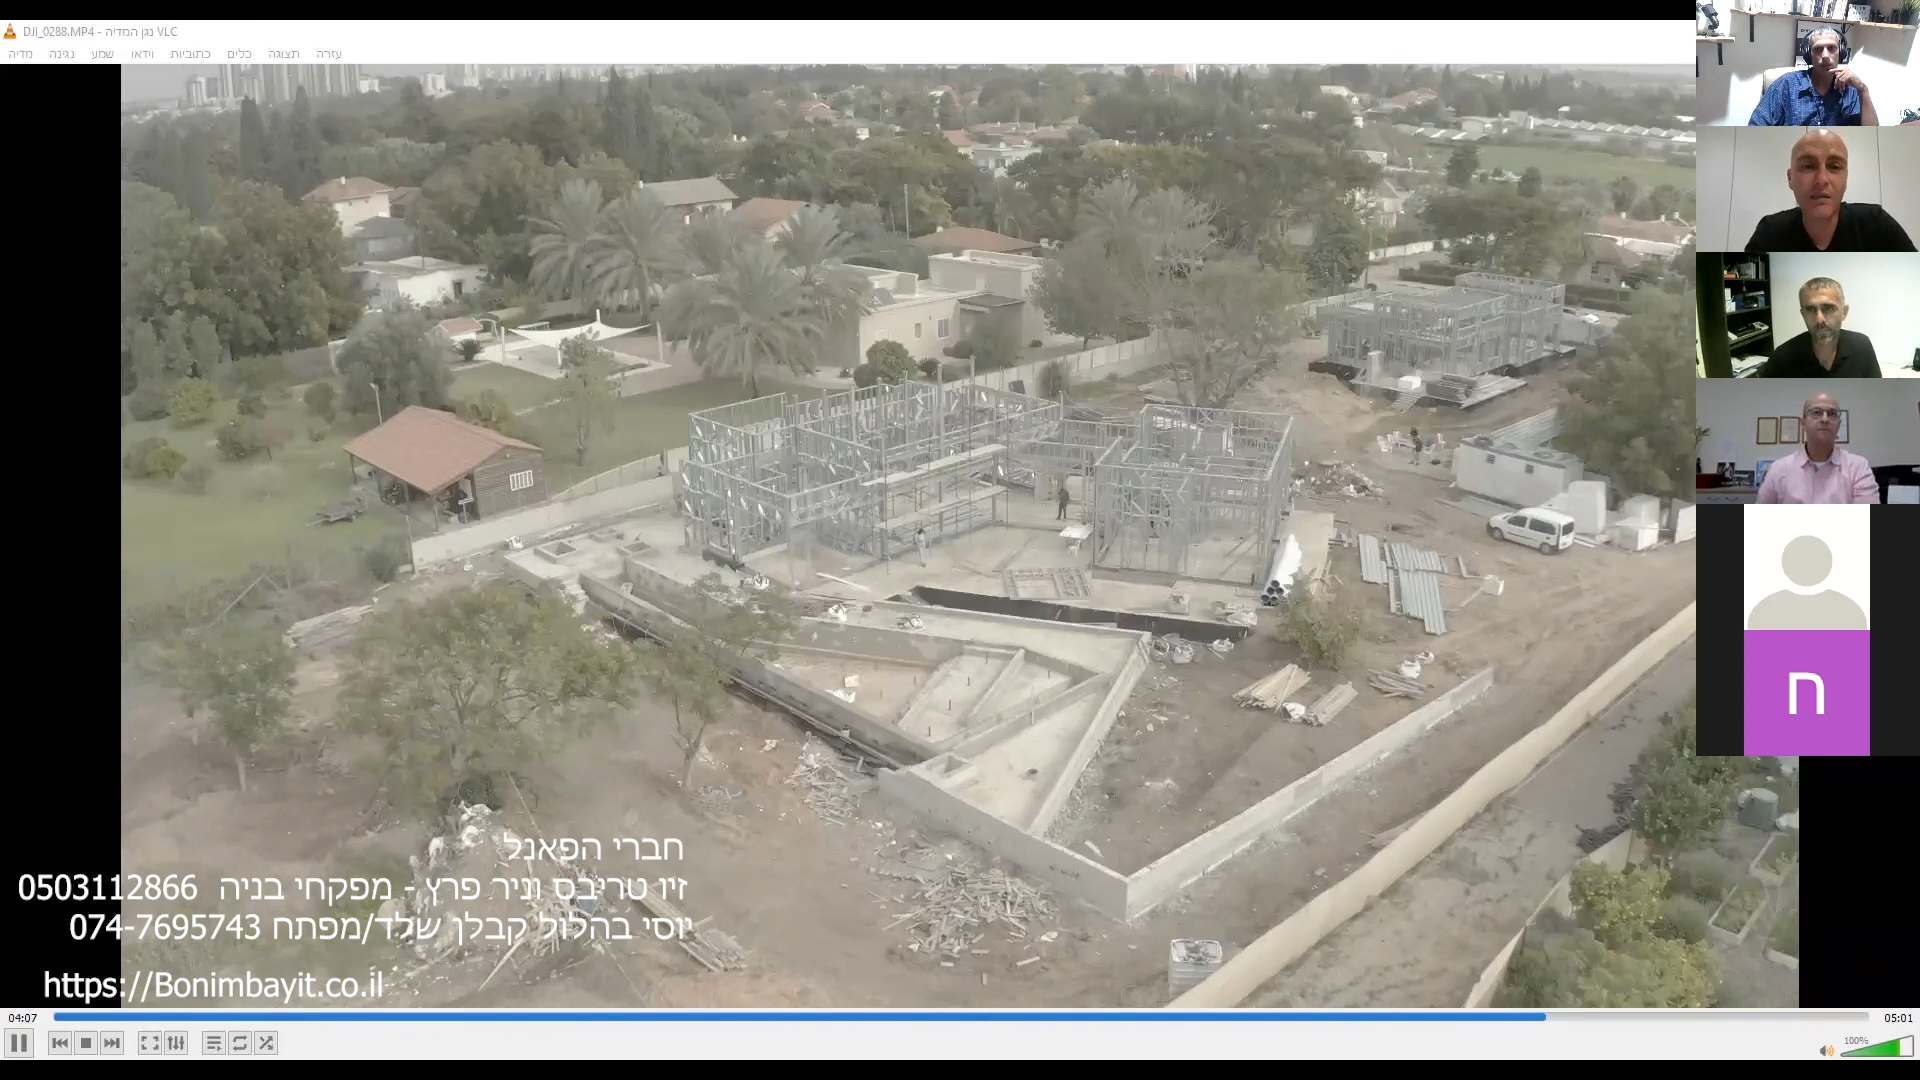 DJI_0288.MP4 - נגן המדיה VLC
מדיה נגינה שמע וידאו כתוביות כלים תצוגה עזרה
ח
חברי הפאנל
זיו טריבס וניר פרץ - מפקחי בניה 0503112866
יוסי בהלול קבלן שלד/מפתח 074-7695743
https://Bonimbayit.co.il
04:07
05:01
100%